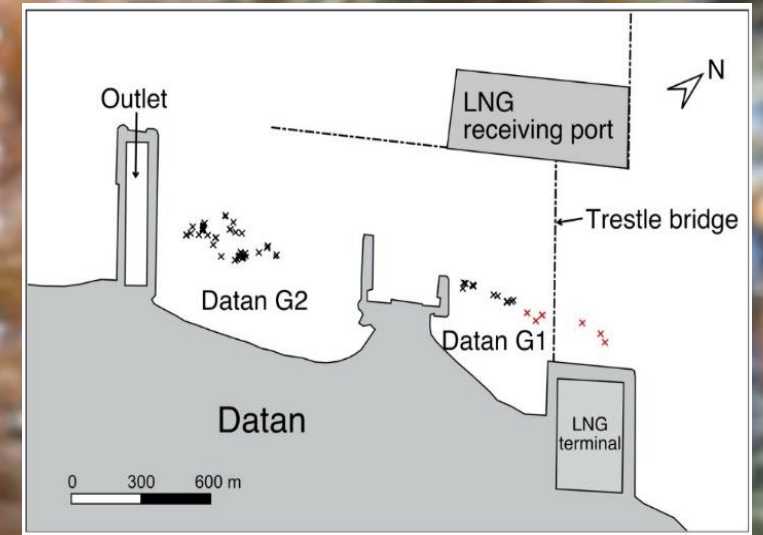 Outlet
LNG
receiving port
N
Trestle bridge
Datan G2
Datan G1
Datan
LNG
terminal
0 300 600 m